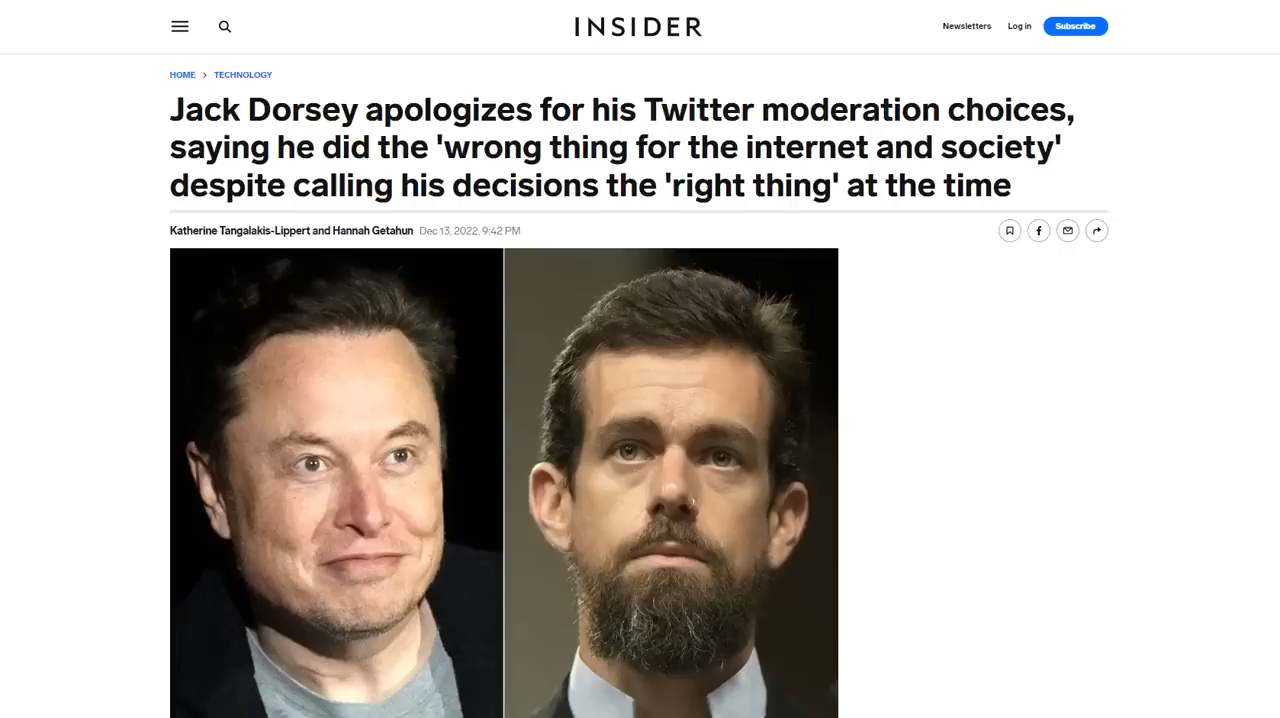 INSIDER
Newsletters Log in Subscribe
HOME > TECHNOLOGY
Jack Dorsey apologizes for his Twitter moderation choices,
saying he did the 'wrong thing for the internet and society'
despite calling his decisions the 'right thing' at the time
Katherine Tangalakis-Lippert and Hannah Getahun Dec 13, 2022, 9:42 PM